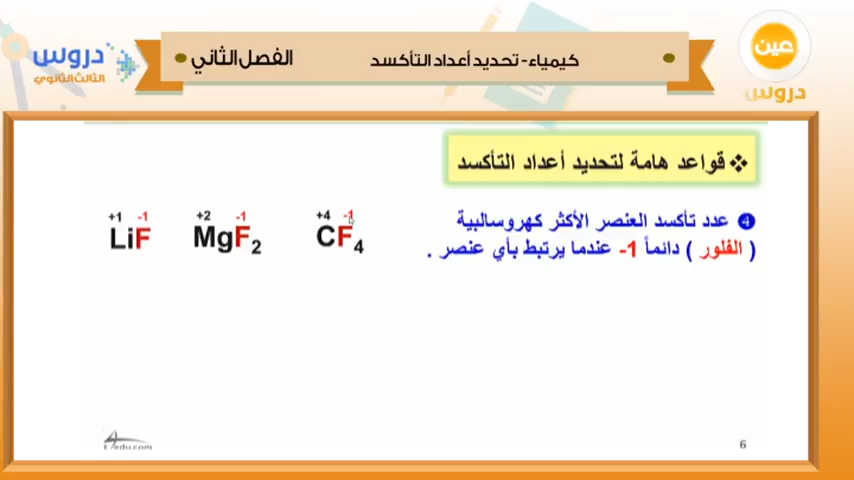 عين
دروس
كيمياء- تحديد أعداد التأكسد
الفصل الثاني
دروس
الثالث الثانوي
❖ قواعد هامة لتحديد أعداد التأكسد
❹ عدد تأكسد العنصر الأكثر كهروسالبية
( الفلور ) دائماً 1- عندما يرتبط بأي عنصر .
+1 -1 +2 -1 +4 -1
LiF MgF2 CF4
6